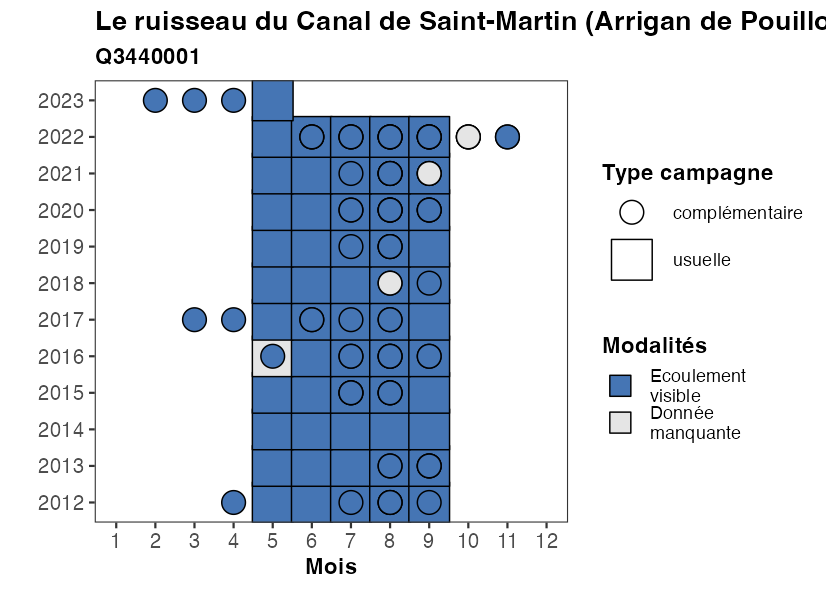 Le ruisseau du Canal de Saint-Martin (Arrigan de Pouillo
Q3440001
2023
2022
2021
2020
2019
2018
2017
2016
2015
2014
2013
2012
1 2 3 4 5 6 7 8 9 10 11 12
Mois
Type campagne
complémentaire
usuelle
Modalités
Ecoulement
visible
Donnée
manquante